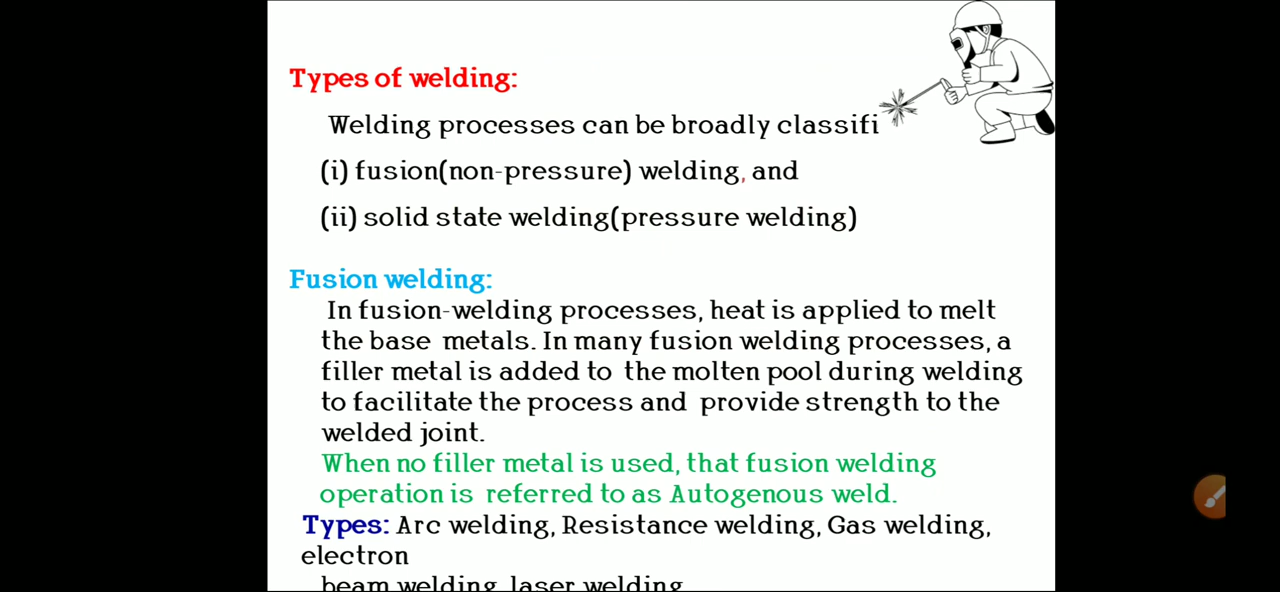 Types of welding:
Welding processes can be broadly classifi
(i) fusion(non-pressure) welding, and
(ii) solid state welding(pressure welding)
Fusion welding:
In fusion-welding processes, heat is applied to melt
the base metals. In many fusion welding processes, a
filler metal is added to the molten pool during welding
to facilitate the process and provide strength to the
welded joint.
When no filler metal is used, that fusion welding
operation is referred to as Autogenous weld.
Types: Arc welding, Resistance welding, Gas welding,
electron
beam welding, laser welding